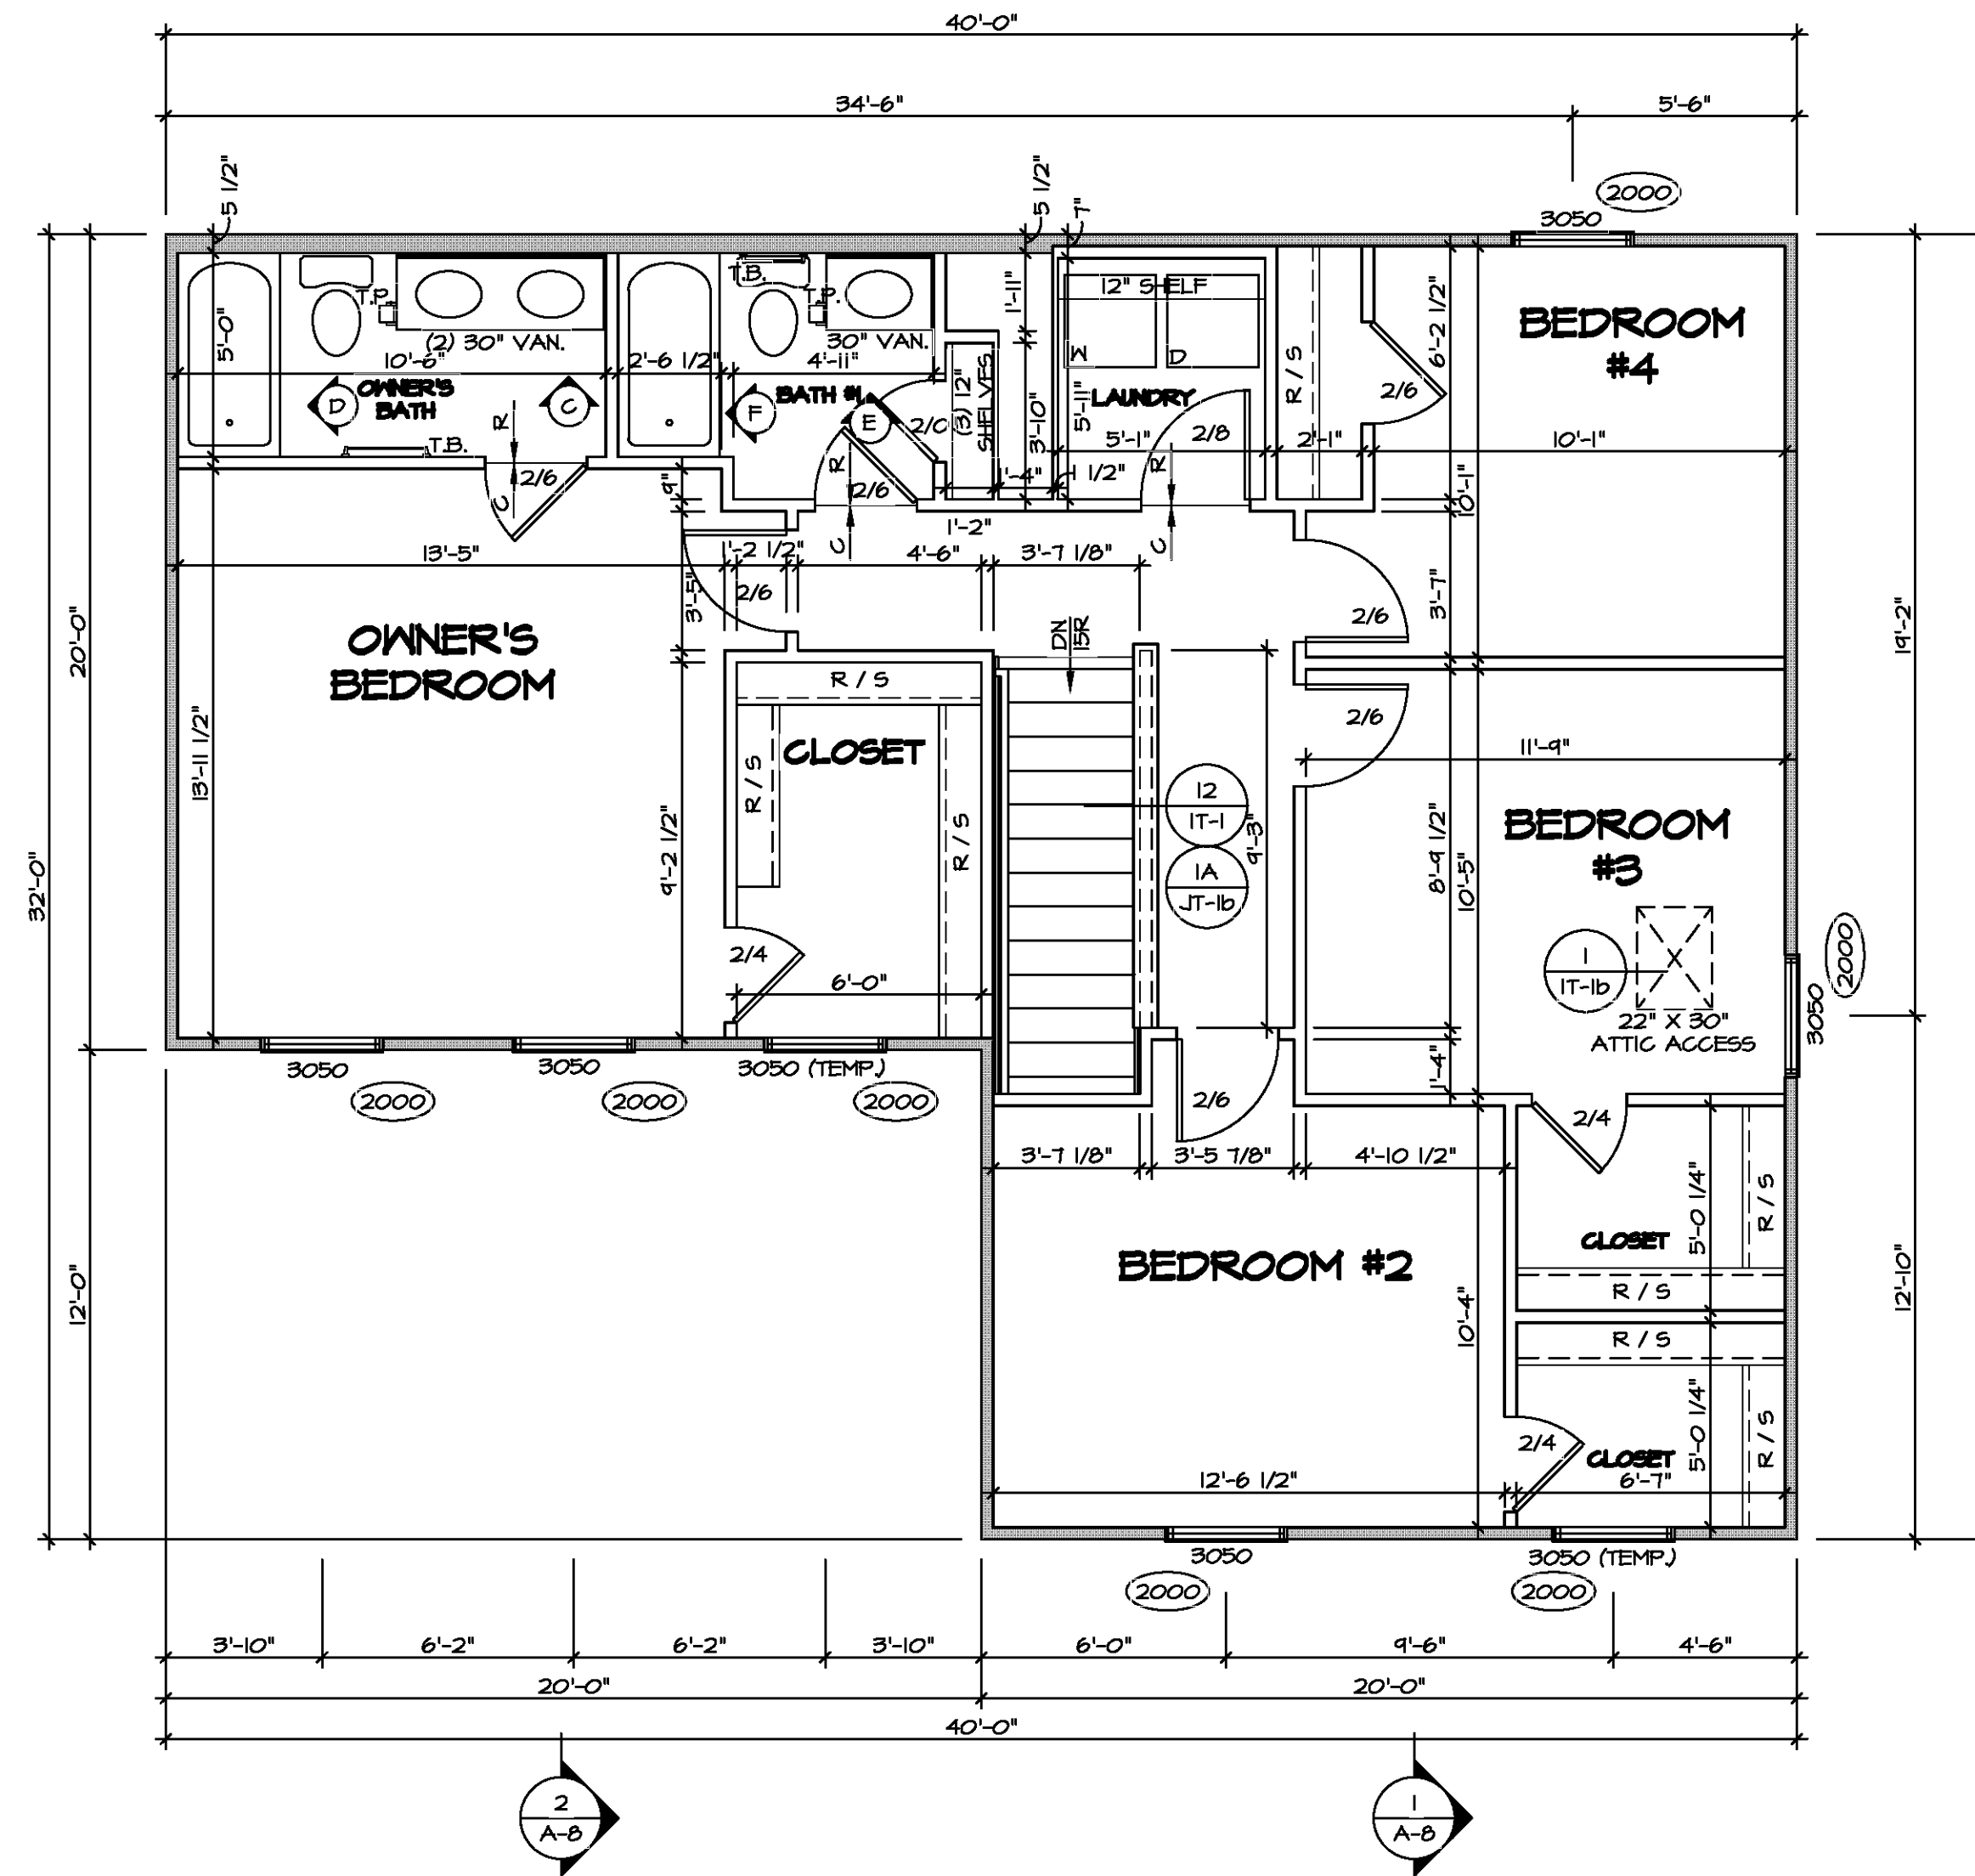 40'-0"
34'-6"
5'-6"
5 1/2"
5 1/2"
7"
2000
3050
T.B.
T.P.
T.P.
12" SHELF
1'-11"
6'-2 1/2"
BEDROOM
#4
5'-0"
(2) 30" VAN.
30" VAN.
W
D
R / S
10'-6"
2'-6 1/2"
4'-11"
OWNER'S
BATH
BATH #1
(3) 12"
SHELVES
LAUNDRY
2/6
D
C
F
E
2/0
3'-10"
5'-11"
5'-1"
2/8
2'-1"
10'-1"
T.B.
R
2/6
C
9"
R
2/6
C
1'-4"
1 1/2"
R
C
10'-1"
1'-2"
13'-5"
1'-2 1/2"
4'-6"
3'-7 1/8"
3'-5"
2/6
3'-7"
2/6
20'-0"
19'-2"
DN
15R
OWNER'S
BEDROOM
R / S
2/6
CLOSET
11'-9"
13'-11 1/2"
R / S
R / S
12
1T-1
9'-3"
1A
JT-1b
BEDROOM
#3
8'-9 1/2"
10'-5"
9'-2 1/2"
32'-0"
2/4
6'-0"
1
1T-1b
X
22" X 30"
ATTIC ACCESS
2000
3050
3050
3050
3050 (TEMP.)
2000
2000
2000
1'-4"
2/6
2/4
3'-7 1/8"
3'-5 7/8"
4'-10 1/2"
5'-0 1/4"
R / S
CLOSET
BEDROOM #2
R / S
12'-0"
12'-10"
10'-4"
R / S
5'-0 1/4"
R / S
2/4
CLOSET
12'-6 1/2"
6'-7"
3050
3050 (TEMP.)
2000
2000
3'-10"
6'-2"
6'-2"
3'-10"
6'-0"
9'-6"
4'-6"
20'-0"
20'-0"
40'-0"
2
A-8
1
A-8